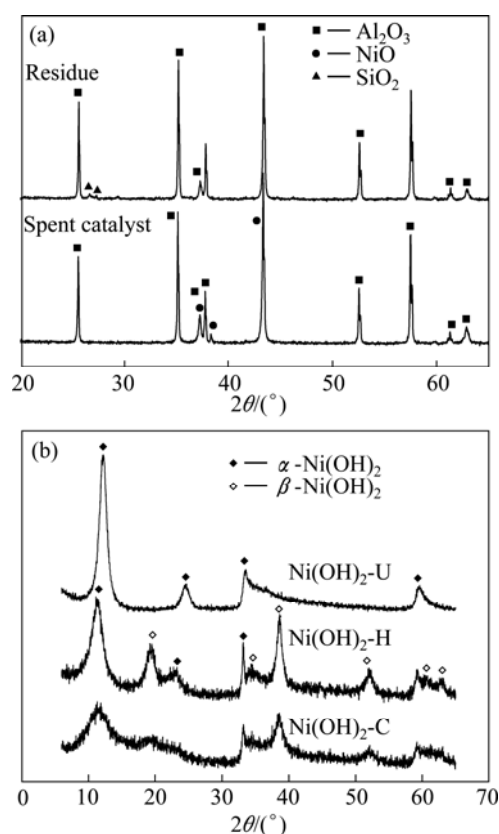 (a)
■ — Al₂O₃
● — NiO
▲ — SiO₂
Residue
Spent catalyst
20 30 40 50 60
2θ/(°)
(b)
◆ — α-Ni(OH)₂
◇ — β-Ni(OH)₂
Ni(OH)₂-U
Ni(OH)₂-H
Ni(OH)₂-C
0 10 20 30 40 50 60 70
2θ/(°)